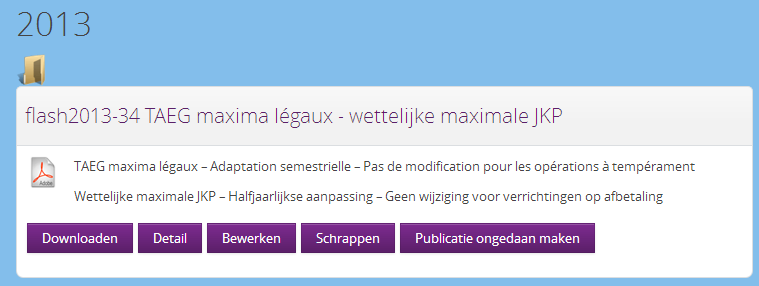 2013
flash2013-34 TAEG maxima légaux - wettelijke maximale JKP
TAEG maxima légaux – Adaptation semestrielle – Pas de modification pour les opérations à tempérament
Adobe
Wettelijke maximale JKP – Halfjaarlijkse aanpassing – Geen wijziging voor verrichtingen op afbetaling
Downloaden Detail Bewerken Schrappen Publicatie ongedaan maken